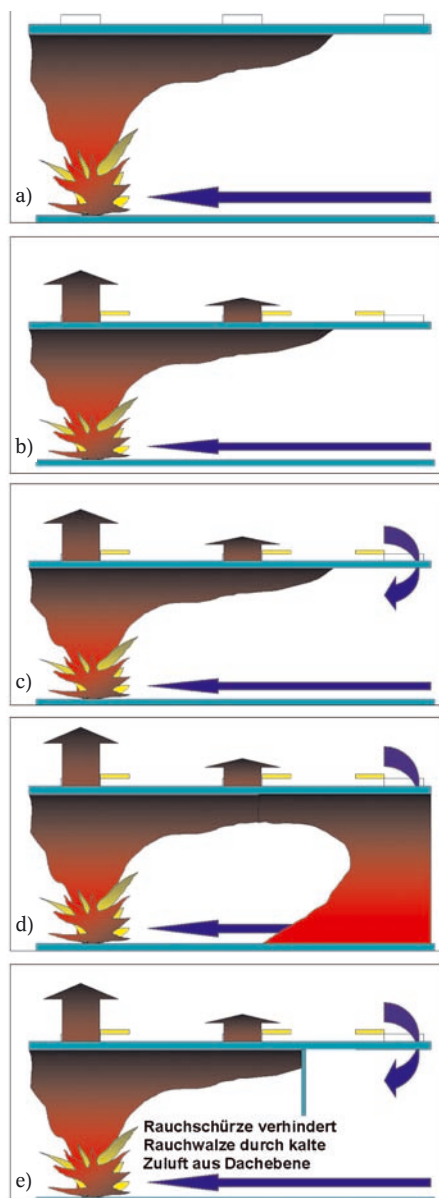 a)
b)
c)
d)
Rauchschürze verhindert
Rauchwalze durch kalte
Zuluft aus Dachebene
e)